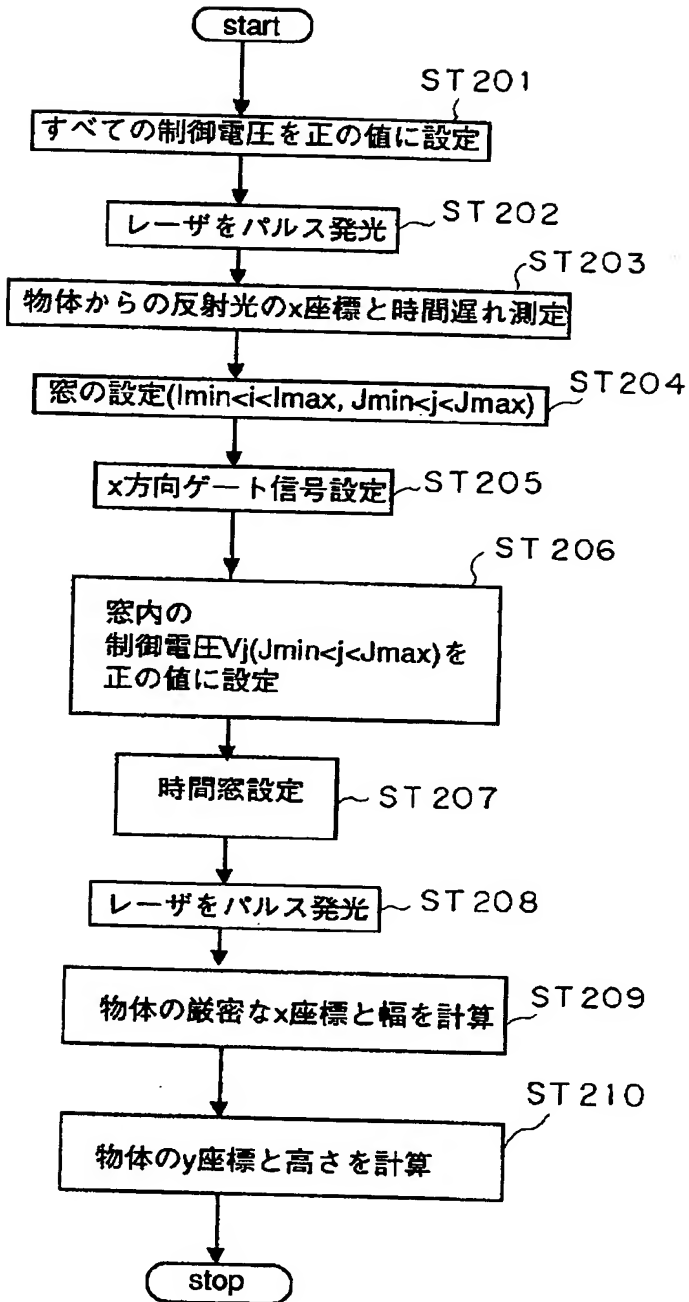 start
ST201
すべての制御電圧を正の値に設定
レーザをパルス発光
ST202
ST203
物体からの反射光のx座標と時間遅れ測定
ST204
窓の設定(Imin<i<Imax, Jmin<j<Jmax)
x方向ゲート信号設定
ST205
ST206
窓内の
制御電圧Vj(Jmin<j<Jmax)を
正の値に設定
時間窓設定
ST207
レーザをパルス発光
ST208
物体の厳密なx座標と幅を計算
ST209
ST210
物体のy座標と高さを計算
stop